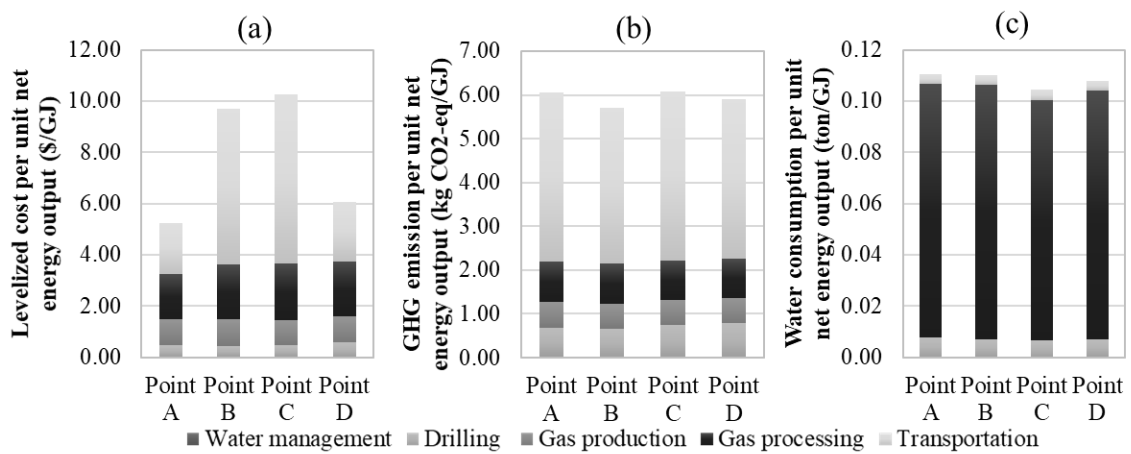 (a)
Levelized cost per unit net
energy output ($/GJ)
12.00
10.00
8.00
6.00
4.00
2.00
0.00
Point
A
Point
B
Point
C
Point
D
(b)
GHG emission per unit net
energy output (kg CO2-eq/GJ)
7.00
6.00
5.00
4.00
3.00
2.00
1.00
0.00
Point
A
Point
B
Point
C
Point
D
(c)
Water consumption per unit
net energy output (ton/GJ)
0.12
0.10
0.08
0.06
0.04
0.02
0.00
Point
A
Point
B
Point
C
Point
D
Water management Drilling Gas production Gas processing Transportation